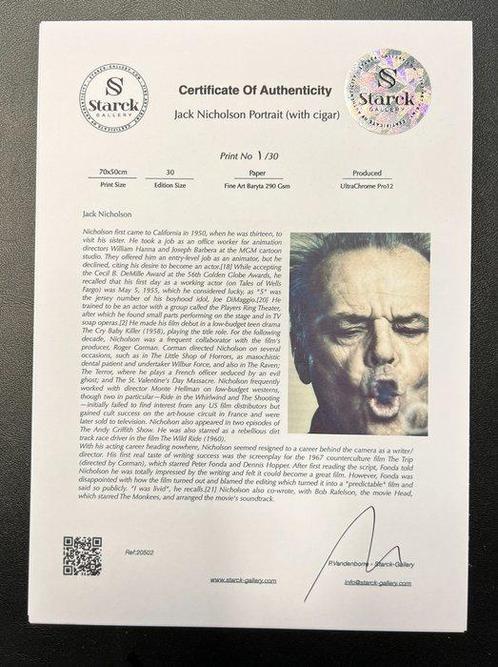 STARCK-GALLERY.COM
Starck
GALLERY
Certificate Of Authenticity
Jack Nicholson Portrait (with cigar)
Starck
GALLERY
Print No 1/30
70x50cm 30 Paper Produced
Print Size Edition Size Fine Art Baryta 290 Gsm UltraChrome Pro12
Jack Nicholson
Nicholson first came to California in 1950, when he was thirteen, to
visit his sister. He took a job as an office worker for animation
directors William Hanna and Joseph Barbera at the MGM cartoon
studio. They offered him an entry-level job as an animator, but he
declined, citing his desire to become an actor.[18] While accepting
the Cecil B. DeMille Award at the 56th Golden Globe Awards, he
recalled that his first day as a working actor (on Tales of Wells
Fargo) was May 5, 1955, which he considered lucky, as "5" was
the jersey number of his boyhood idol, Joe DiMaggio.[20] He
trained to be an actor with a group called the Players Ring Theater,
after which he found small parts performing on the stage and in TV
soap operas.[2] He made his film debut in a low-budget teen drama
The Cry Baby Killer (1958), playing the title role. For the following
decade, Nicholson was a frequent collaborator with the film's
producer, Roger Corman. Corman directed Nicholson on several
occasions, such as in The Little Shop of Horrors, as masochistic
dental patient and undertaker Wilbur Force, and also in The Raven;
The Terror, where he plays a French officer seduced by an evil
ghost; and The St. Valentine's Day Massacre. Nicholson frequently
worked with director Monte Hellman on low-budget westerns,
though two in particular—Ride in the Whirlwind and The Shooting
—initially failed to find interest from any US film distributors but
gained cult success on the art-house circuit in France and were
later sold to television. Nicholson also appeared in two episodes of
The Andy Griffith Show. He was also starred as a rebellious dirt
track race driver in the film The Wild Ride (1960).
With his acting career heading nowhere, Nicholson seemed resigned to a career behind the camera as a writer/
director. His first real taste of writing success was the screenplay for the 1967 counterculture film The Trip
(directed by Corman), which starred Peter Fonda and Dennis Hopper. After first reading the script, Fonda told
Nicholson he was totally impressed by the writing and felt it could become a great film. However, Fonda was
disappointed with how the film turned out and blamed the editing which turned it into a "predictable" film and
said so publicly. "I was livid", he recalls.[21] Nicholson also co-wrote, with Bob Rafelson, the movie Head,
which starred The Monkees, and arranged the movie's soundtrack.
Ref:20502
P.Vandenborre - Starck-Gallery
www.starck-gallery.com
info@starck-gallery.com